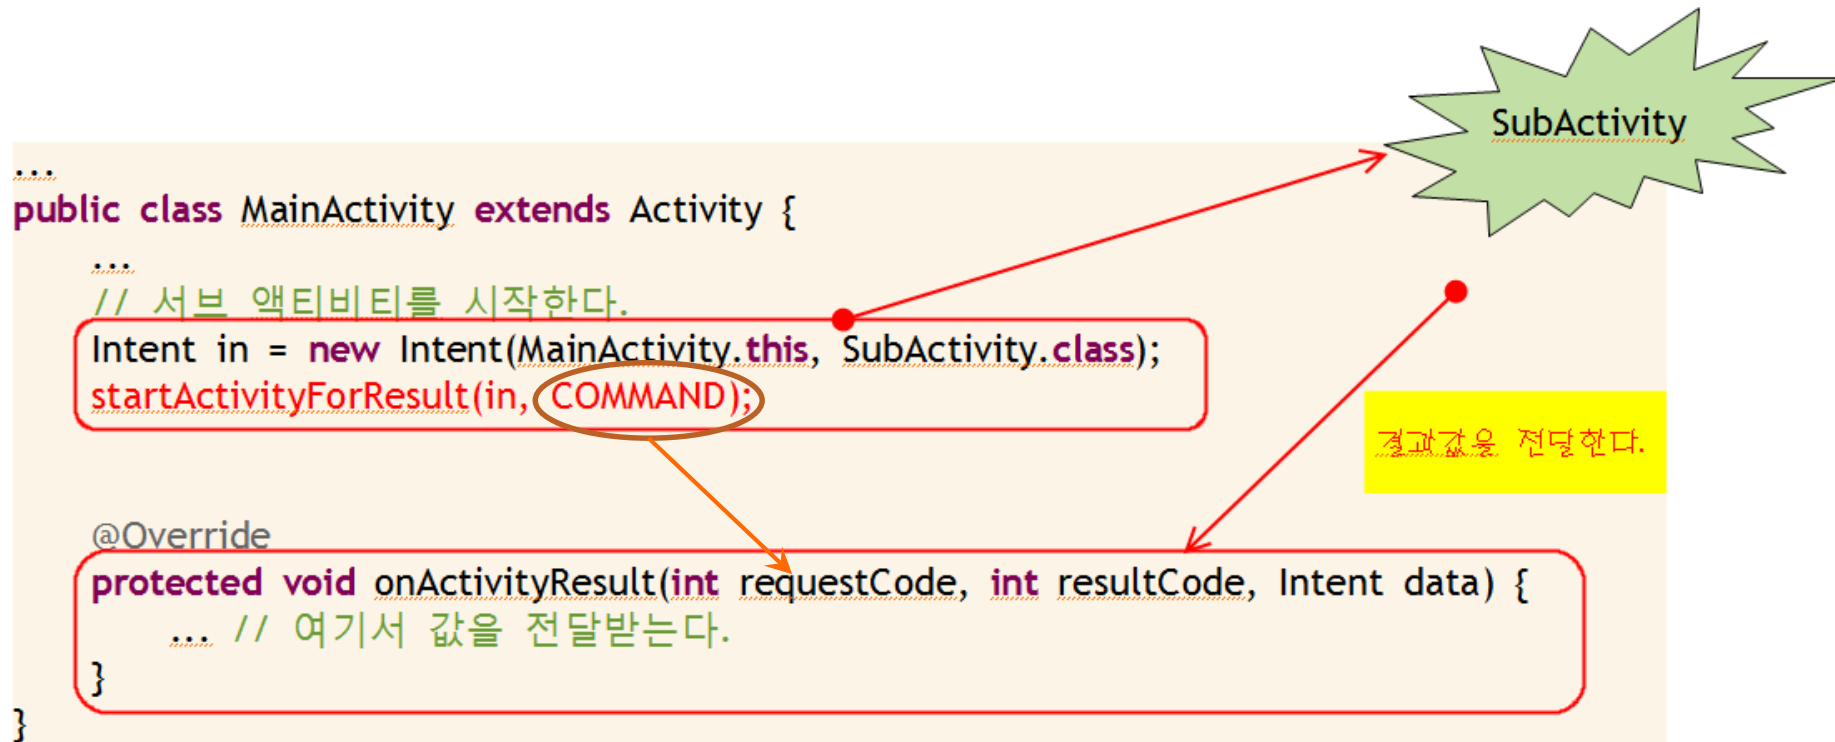 SubActivity
...
public class MainActivity extends Activity {
...
// 서브 액티비티를 시작한다.
Intent in = new Intent(MainActivity.this, SubActivity.class);
startActivityForResult(in, COMMAND);
결과값을 전달한다.
@Override
protected void onActivityResult(int requestCode, int resultCode, Intent data) {
... // 여기서 값을 전달받는다.
}
}